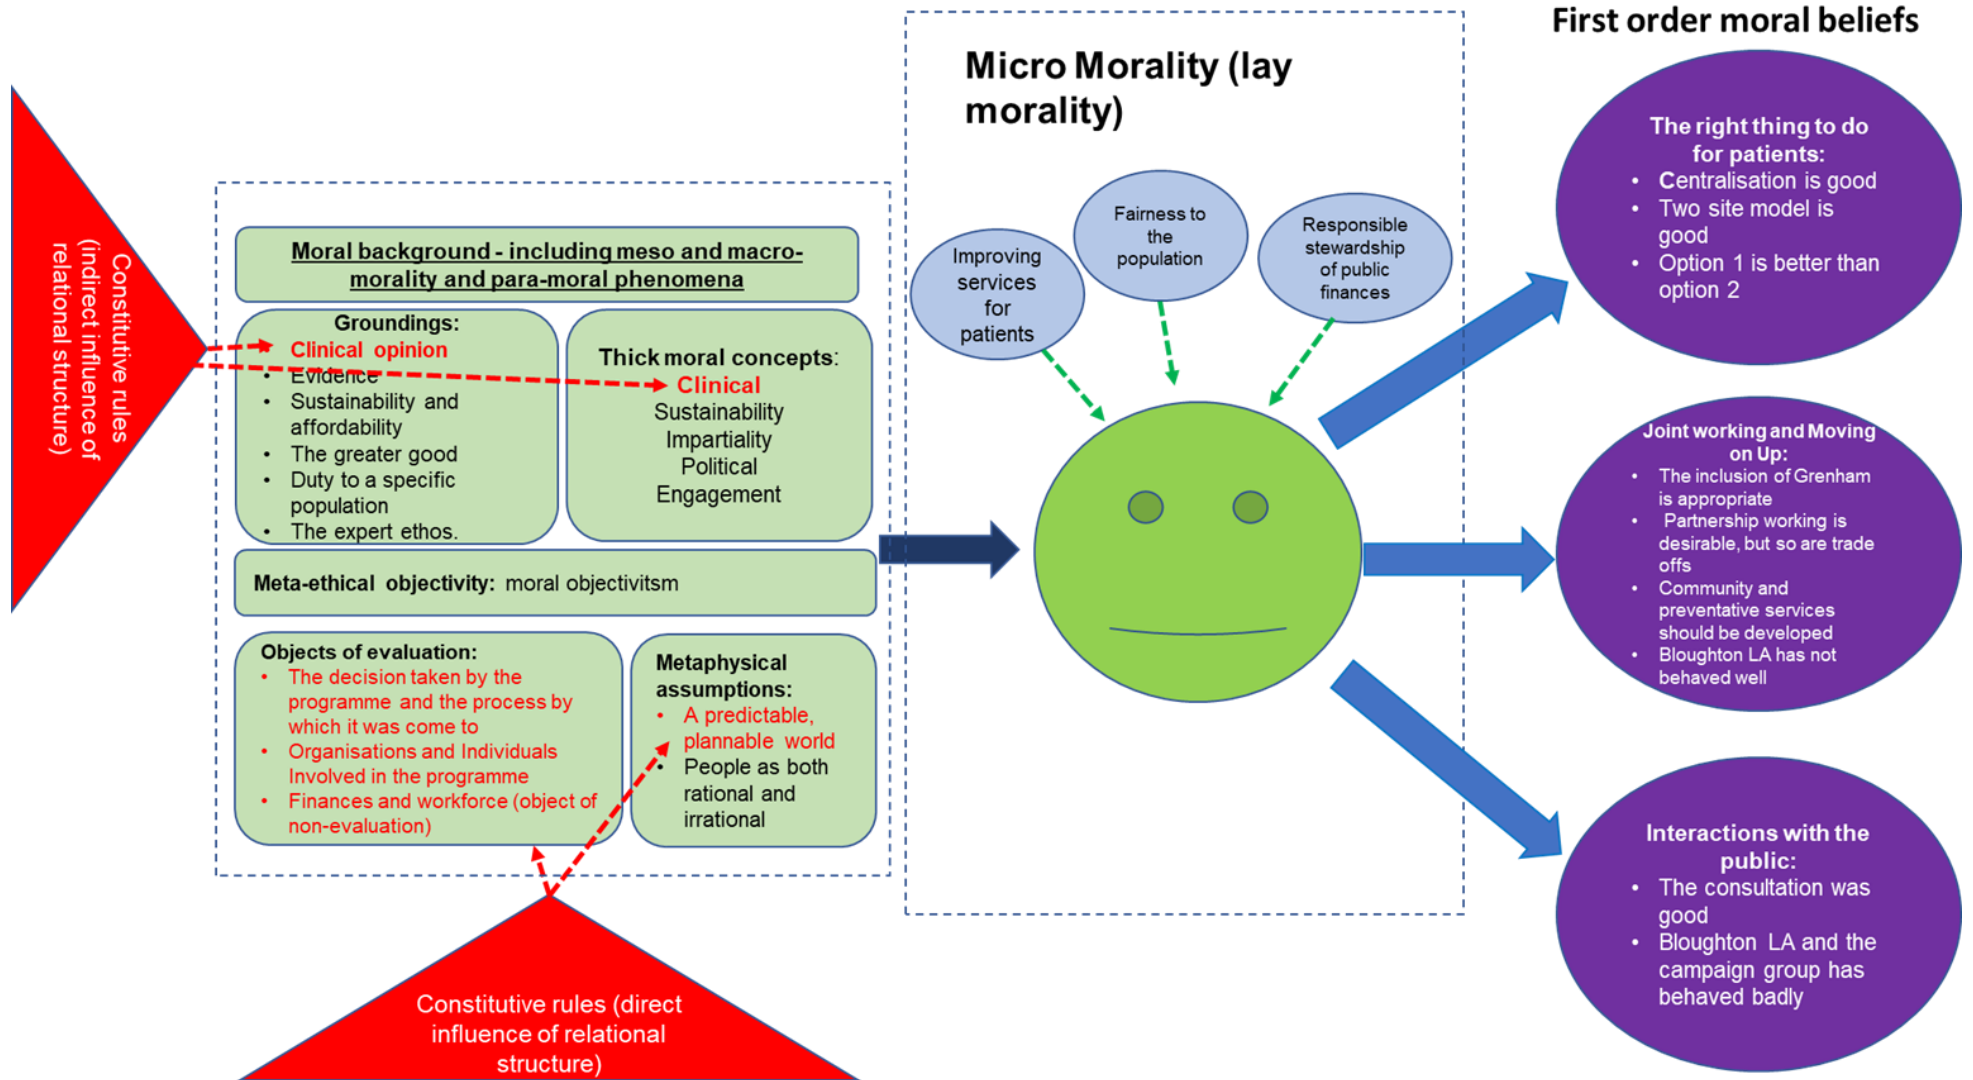 First order moral beliefs
Micro Morality (lay
morality)
Constitutive rules
(indirect influence of
relational structure)
Moral background - including meso and macro-
morality and para-moral phenomena
Groundings:
Clinical opinion
• Evidence
• Sustainability and
affordability
• The greater good
• Duty to a specific
population
• The expert ethos.
Thick moral concepts:
Clinical
Sustainability
Impartiality
Political
Engagement
Meta-ethical objectivity: moral objectivitsm
Objects of evaluation:
• The decision taken by the
programme and the process by
which it was come to
• Organisations and Individuals
Involved in the programme
• Finances and workforce (object of
non-evaluation)
Metaphysical
assumptions:
• A predictable,
plannable world
• People as both
rational and
irrational
Constitutive rules (direct
influence of relational
structure)
Improving
services
for
patients
Fairness to
the
population
Responsible
stewardship
of public
finances
The right thing to do
for patients:
• Centralisation is good
• Two site model is
good
• Option 1 is better than
option 2
Joint working and Moving
on Up:
• The inclusion of Grenham
is appropriate
• Partnership working is
desirable, but so are trade
offs
• Community and
preventative services
should be developed
• Bloughton LA has not
behaved well
Interactions with the
public:
• The consultation was
good
• Bloughton LA and the
campaign group has
behaved badly